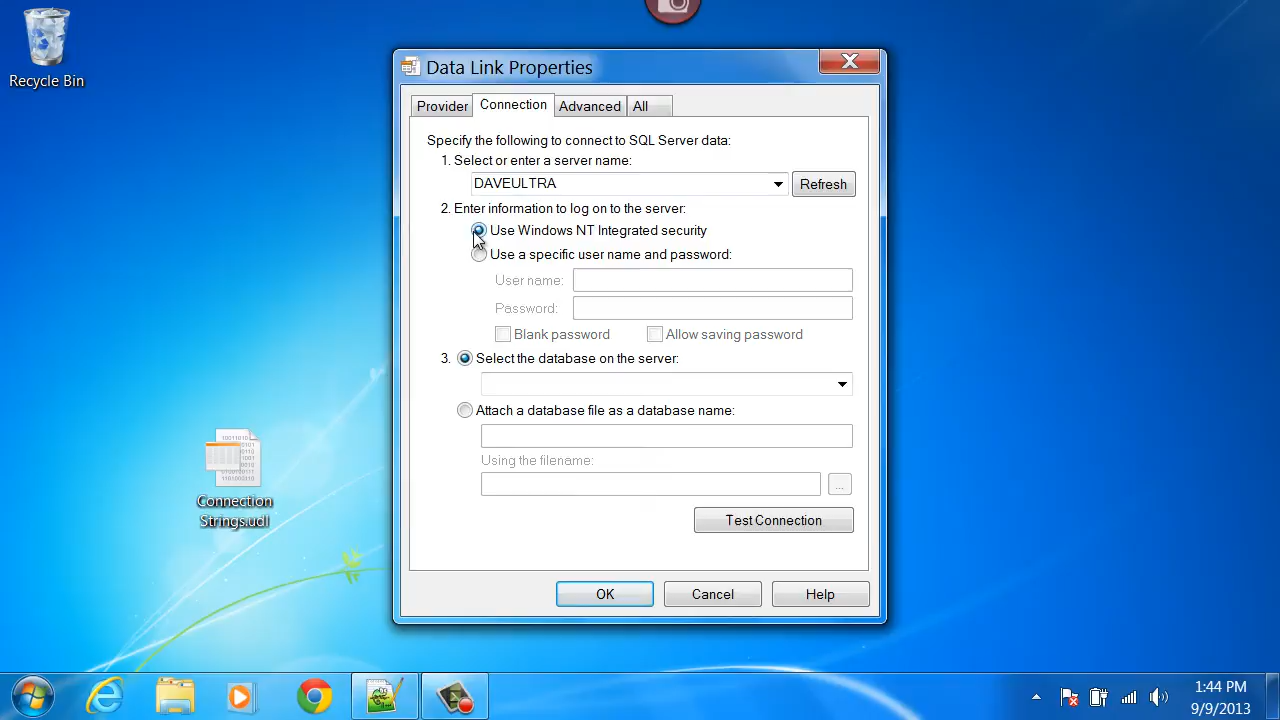 Recycle Bin
Data Link Properties
Provider Connection Advanced All
Specify the following to connect to SQL Server data:
1. Select or enter a server name:
DAVEULTRA Refresh
2. Enter information to log on to the server:
Use Windows NT Integrated security
Use a specific user name and password:
User name:
Password:
Blank password Allow saving password
3. Select the database on the server:
Attach a database file as a database name:
Using the filename:
...
Test Connection
OK Cancel Help
Connection
Strings.udl
1:44 PM
9/9/2013